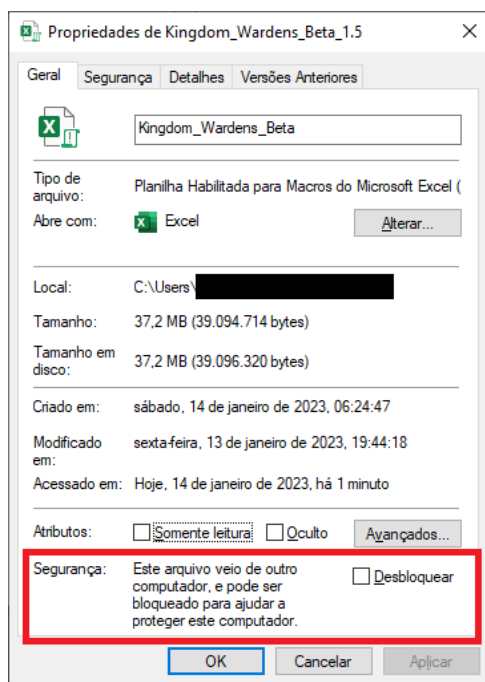 Propriedades de Kingdom_Wardens_Beta_1.5
Geral Segurança Detalhes Versões Anteriores
Kingdom_Wardens_Beta
Tipo de arquivo: Planilha Habilitada para Macros do Microsoft Excel (
Abre com: Excel Alterar...
Local: C:\Users\
Tamanho: 37,2 MB (39.094.714 bytes)
Tamanho em disco: 37,2 MB (39.096.320 bytes)
Criado em: sábado, 14 de janeiro de 2023, 06:24:47
Modificado em: sexta-feira, 13 de janeiro de 2023, 19:44:18
Acessado em: Hoje, 14 de janeiro de 2023, há 1 minuto
Atributos: Somente leitura Oculto Avançados...
Segurança: Este arquivo veio de outro
computador, e pode ser
bloqueado para ajudar a
proteger este computador.
Desbloquear
OK Cancelar Aplicar